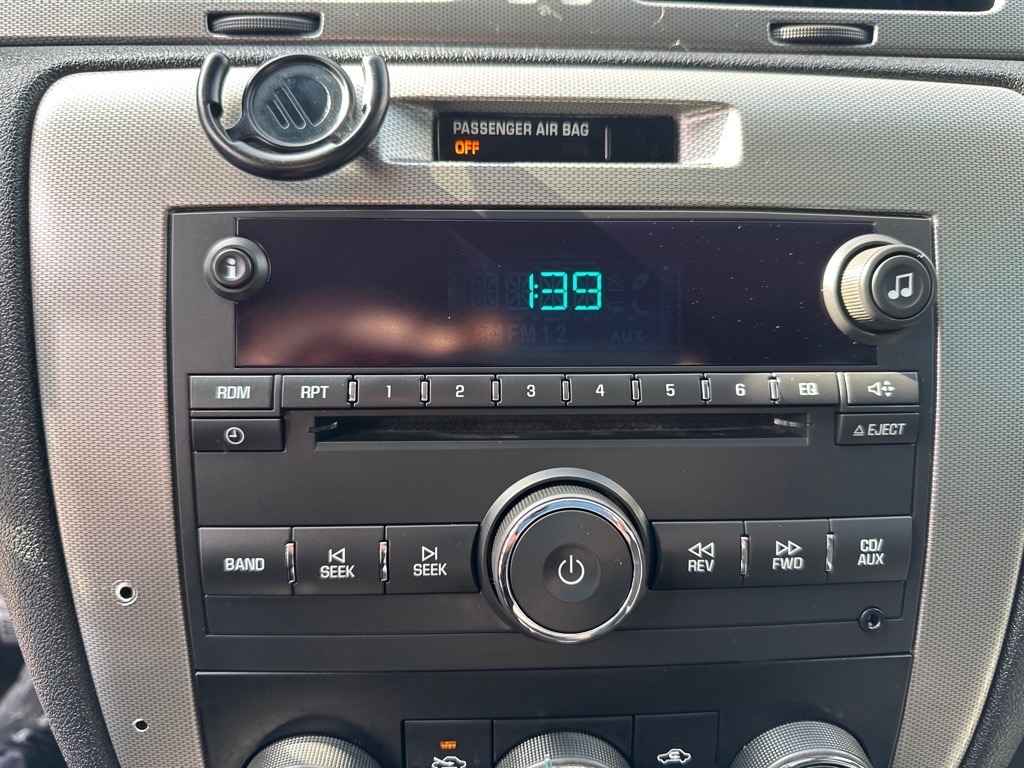 PASSENGER AIR BAG
OFF
i
1:39
FM 1 2
AUX
RDM RPT 1 2 3 4 5 6 EQ
EJECT
BAND SEEK SEEK REV FWD CD/
AUX